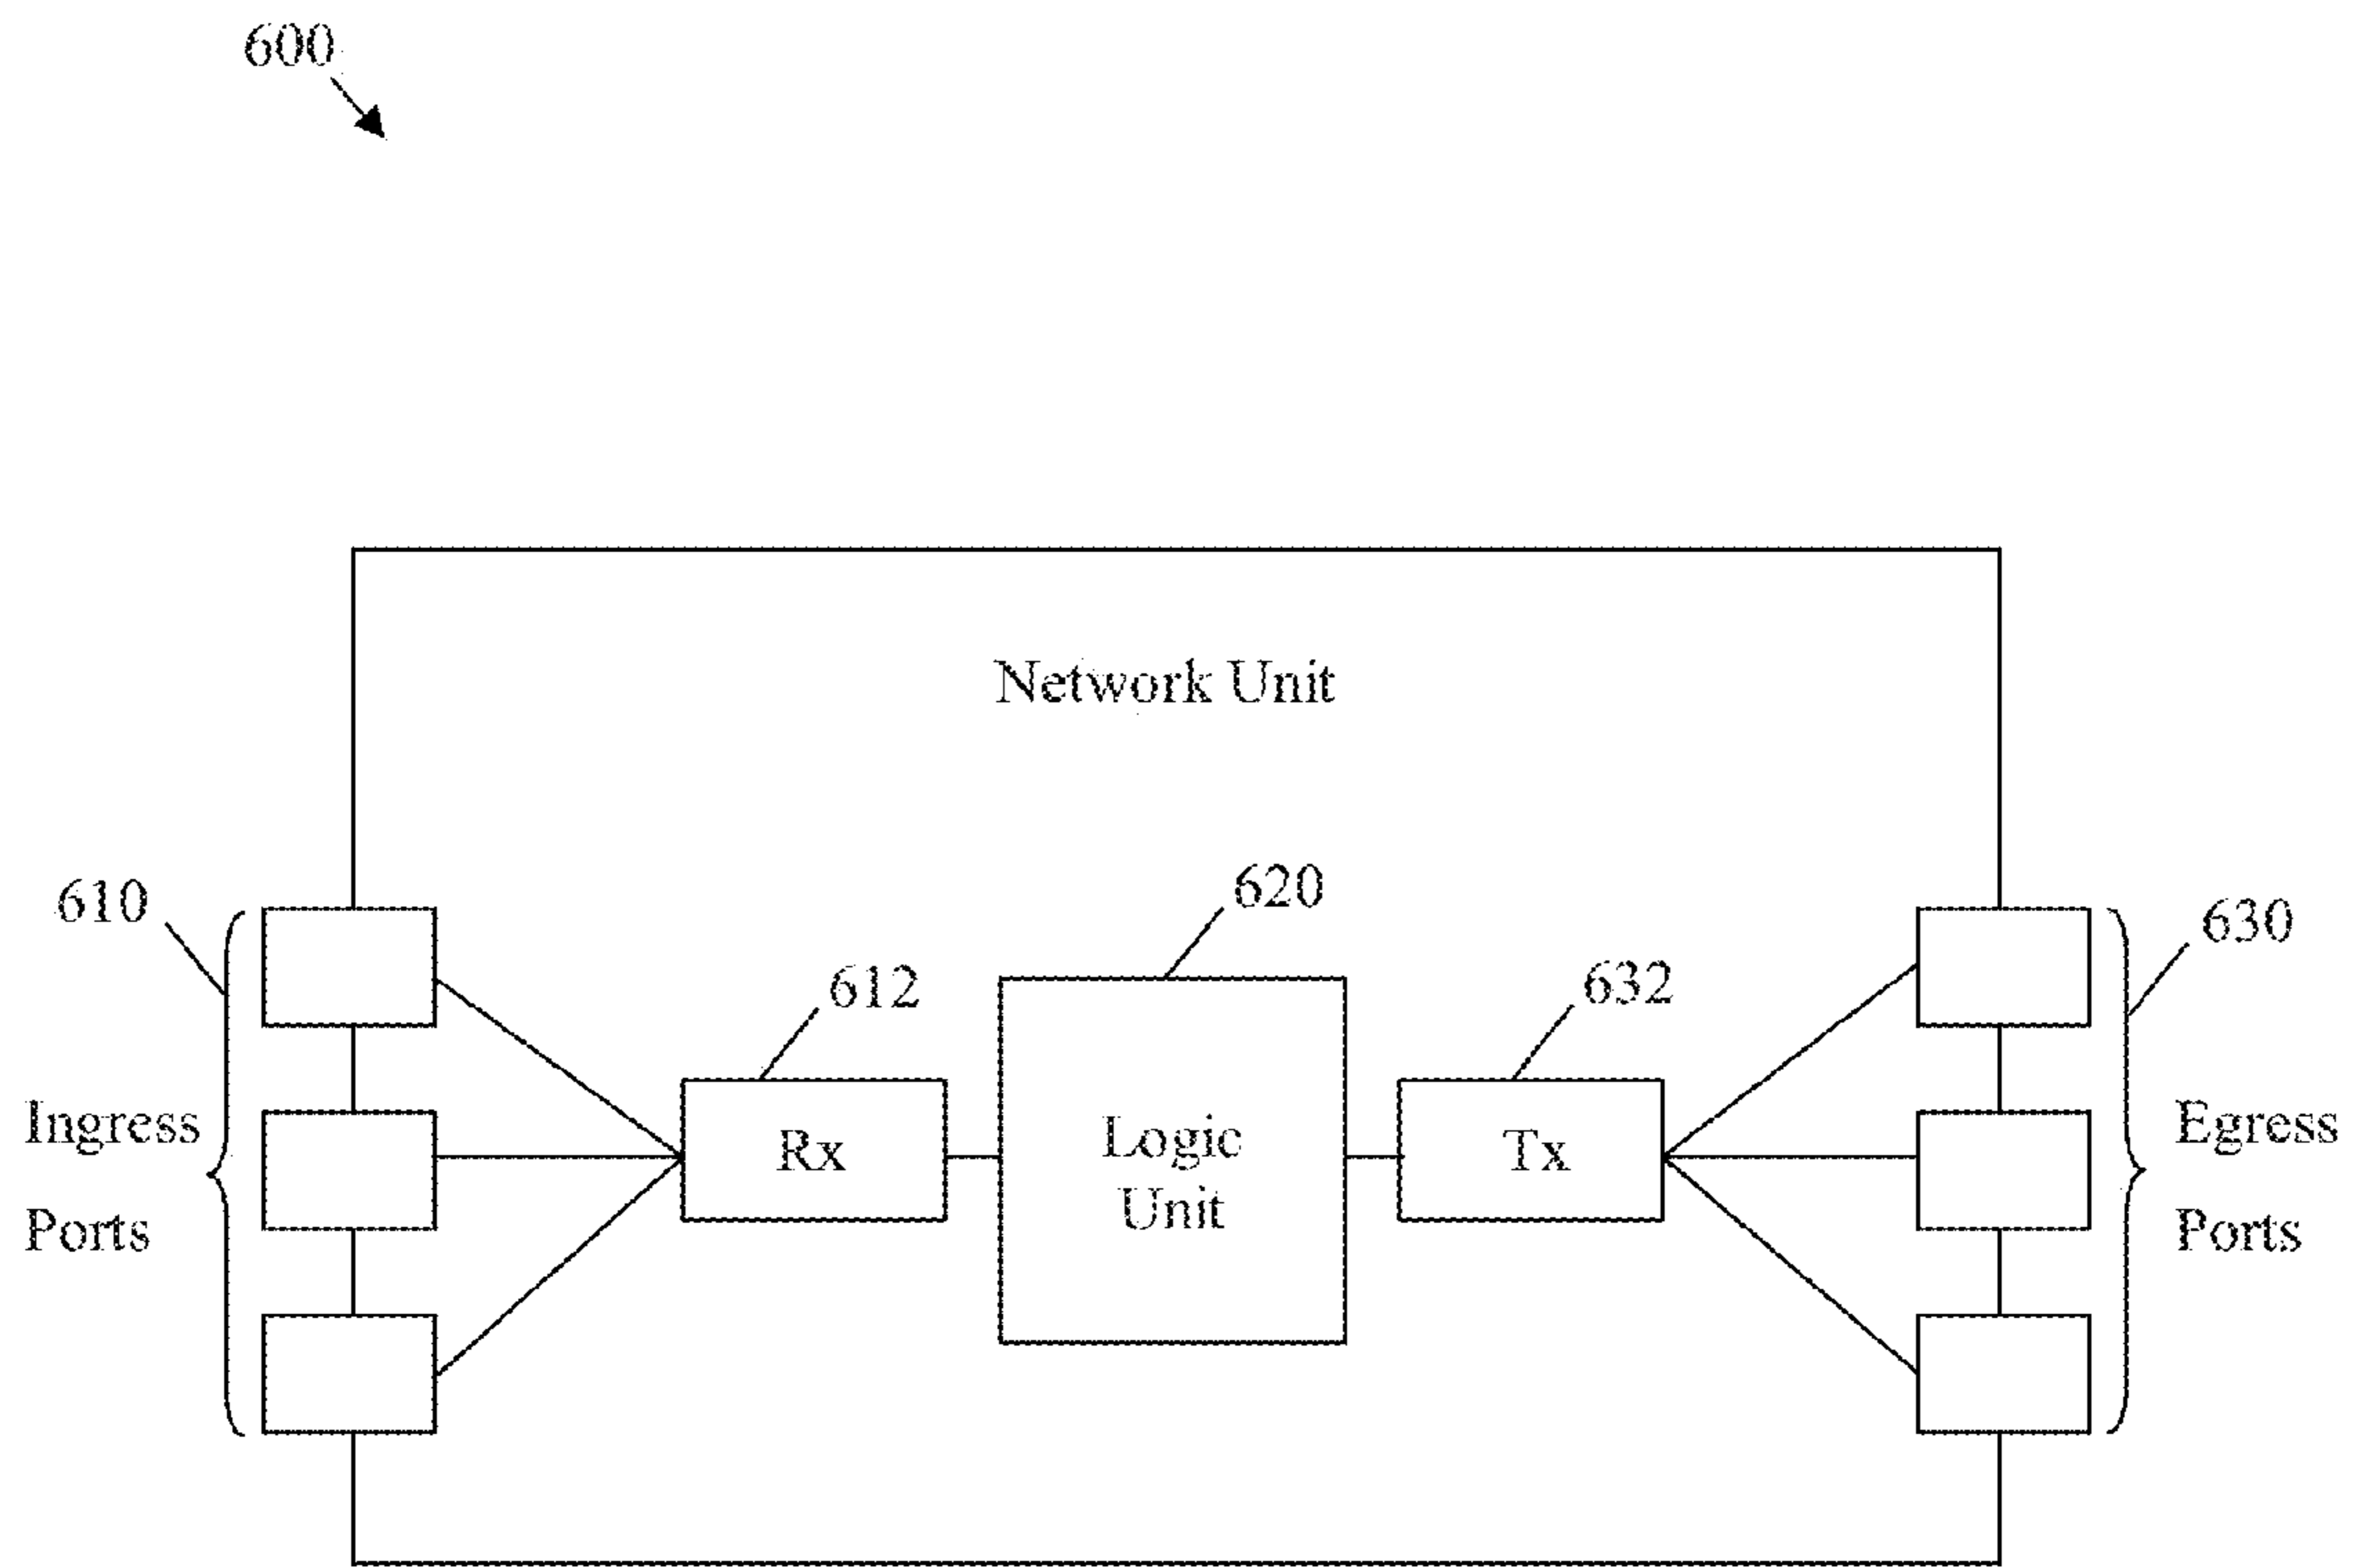 600
Network Unit
610
620
630
612
632
Ingress
Ports
Rx
Logic
Unit
Tx
Egress
Ports